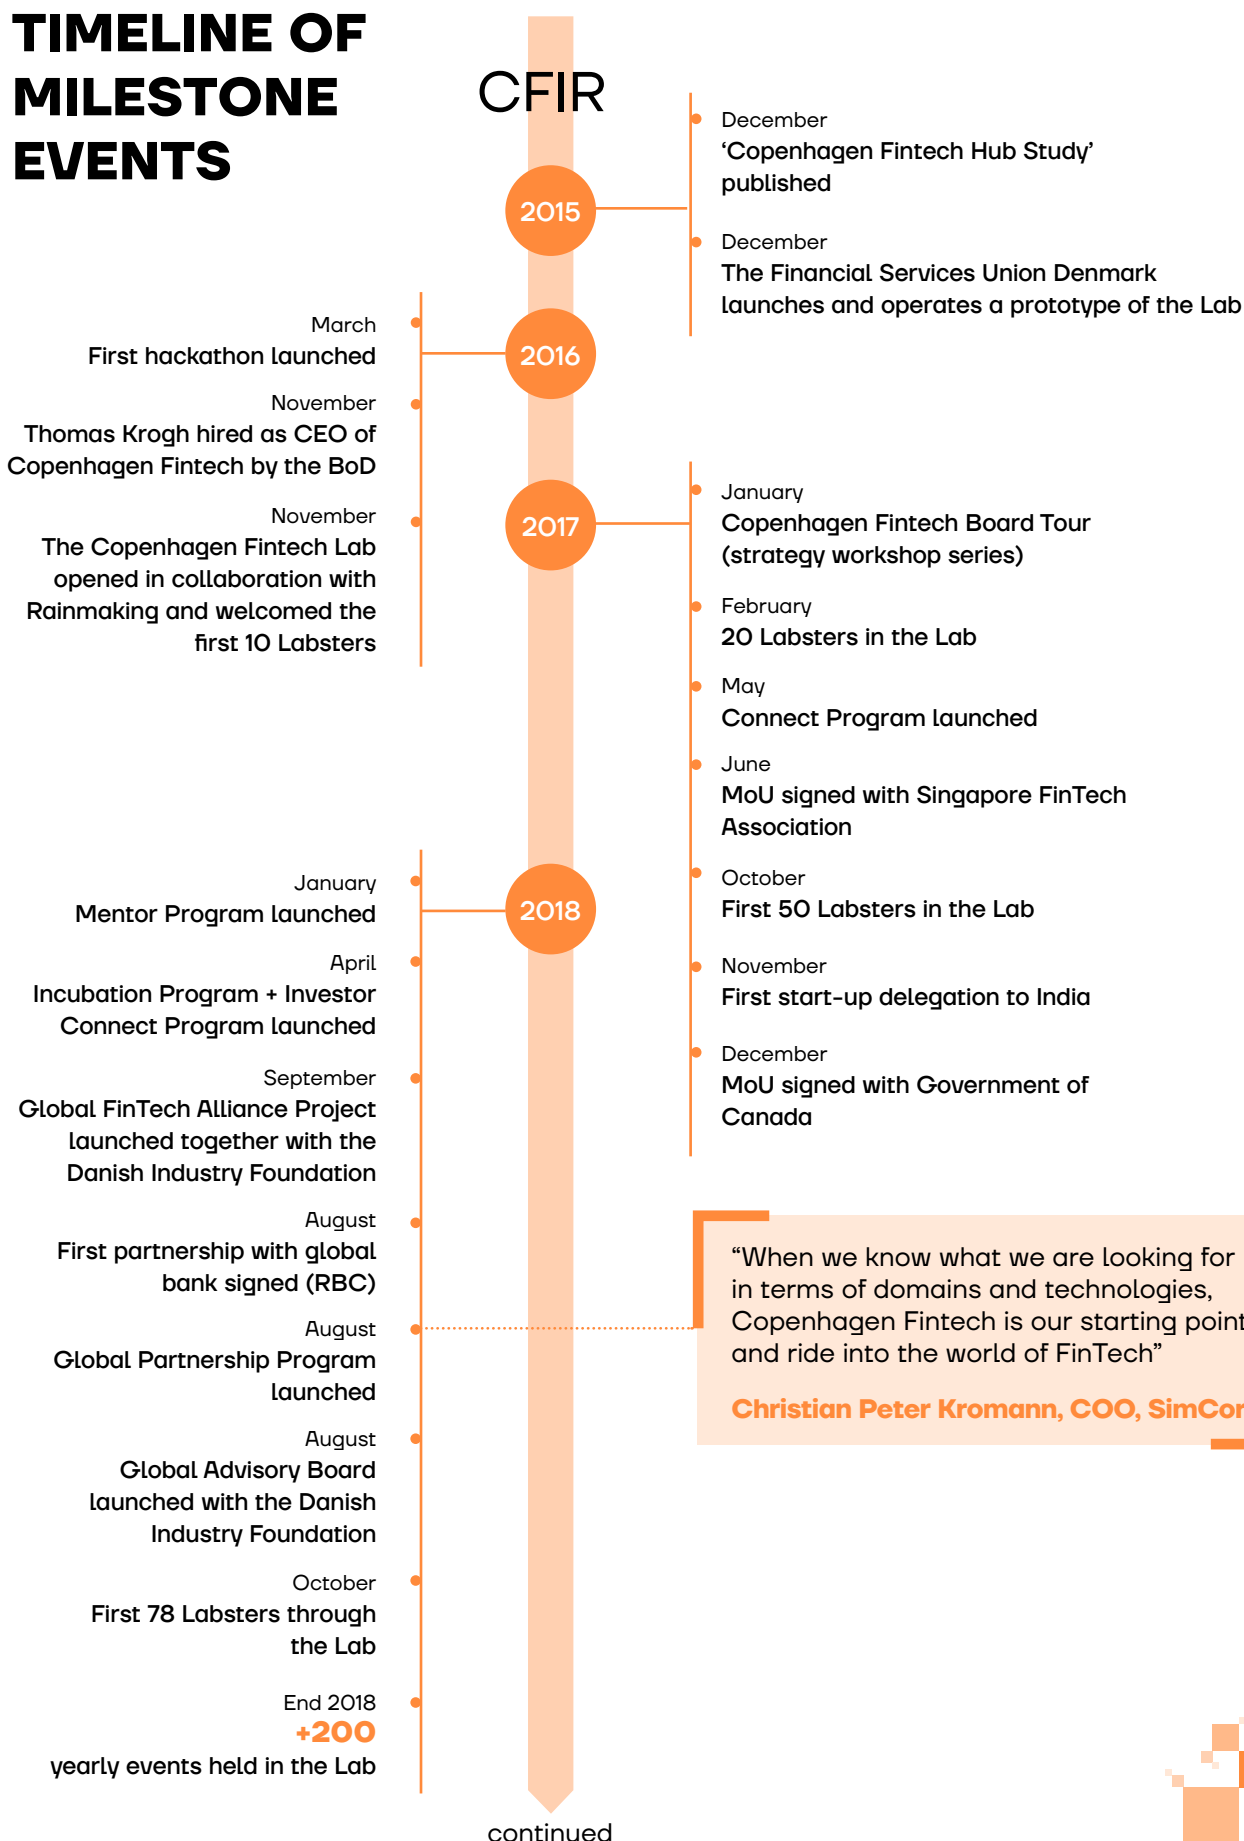 TIMELINE OF
MILESTONE
EVENTS
CFIR
2015
December
‘Copenhagen Fintech Hub Study’
published
December
The Financial Services Union Denmark
launches and operates a prototype of the Lab
2016
March
First hackathon launched
November
Thomas Krogh hired as CEO of
Copenhagen Fintech by the BoD
November
The Copenhagen Fintech Lab
opened in collaboration with
Rainmaking and welcomed the
first 10 Labsters
2017
January
Copenhagen Fintech Board Tour
(strategy workshop series)
February
20 Labsters in the Lab
May
Connect Program launched
June
MoU signed with Singapore FinTech
Association
October
First 50 Labsters in the Lab
November
First start-up delegation to India
December
MoU signed with Government of
Canada
2018
January
Mentor Program launched
April
Incubation Program + Investor
Connect Program launched
September
Global FinTech Alliance Project
launched together with the
Danish Industry Foundation
August
First partnership with global
bank signed (RBC)
August
Global Partnership Program
launched
August
Global Advisory Board
launched with the Danish
Industry Foundation
October
First 78 Labsters through
the Lab
End 2018
+200
yearly events held in the Lab
“When we know what we are looking for
in terms of domains and technologies,
Copenhagen Fintech is our starting point
and ride into the world of FinTech”
Christian Peter Kromann, COO,
continued